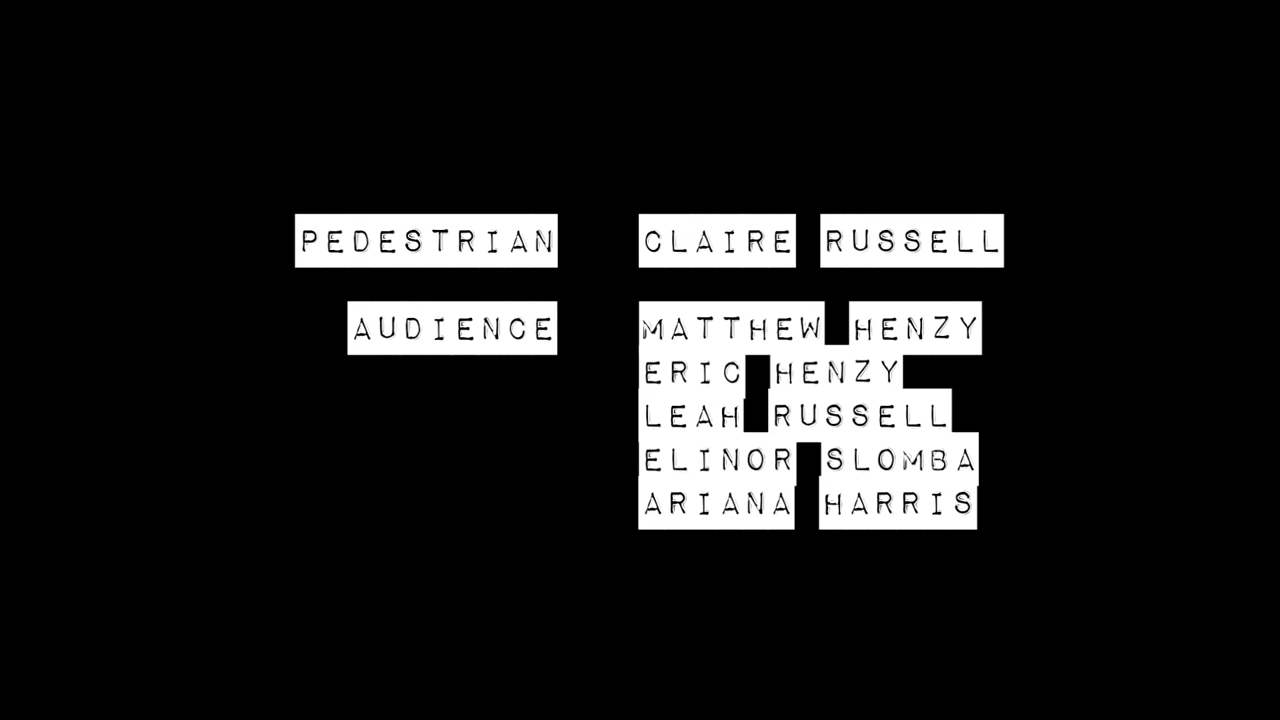 PEDESTRIAN CLAIRE RUSSELL
AUDIENCE MATTHEW HENZY
ERIC HENZY
LEAH RUSSELL
ELINOR SLOMBA
ARIANA HARRIS